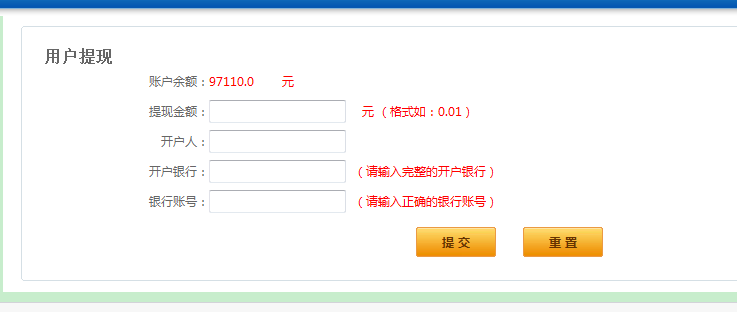 用户提现
账户余额：97110.0 元
提现金额： 元（格式如：0.01）
开户人：
开户银行： （请输入完整的开户银行）
银行账号： （请输入正确的银行账号）
提 交 重 置